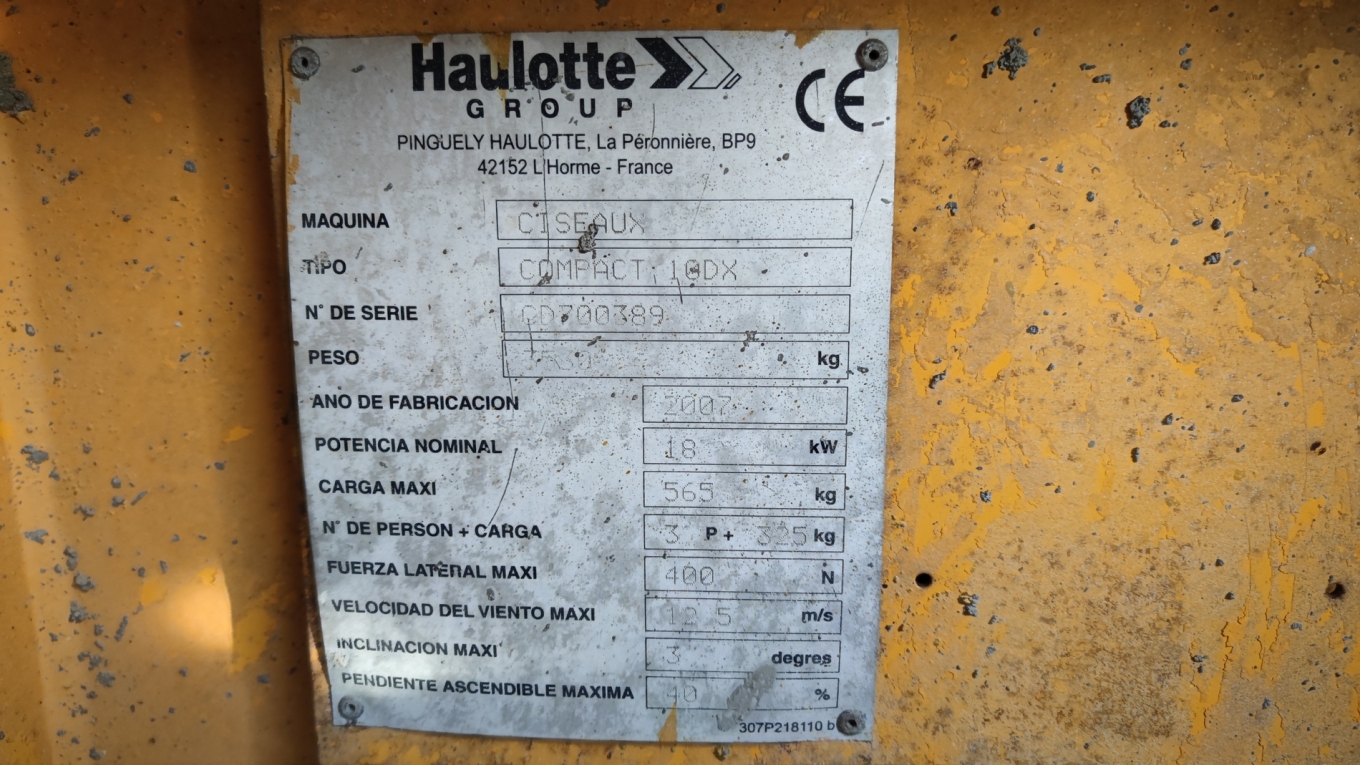 Haulotte
GROUP
CE
PINGUELY HAULOTTE, La Péronnière, BP9
42152 L'Horme - France
MAQUINA CISEAUX
TIPO COMPACT 10DX
N° DE SERIE CD700389
PESO kg
ANO DE FABRICACION 2007
POTENCIA NOMINAL 18 kW
CARGA MAXI 565 kg
N° DE PERSON + CARGA 3 P + 325 kg
FUERZA LATERAL MAXI 400 N
VELOCIDAD DEL VIENTO MAXI 12 5 m/s
INCLINACION MAXI 3 degres
PENDIENTE ASCENDIBLE MAXIMA 40 %
307P218110 b